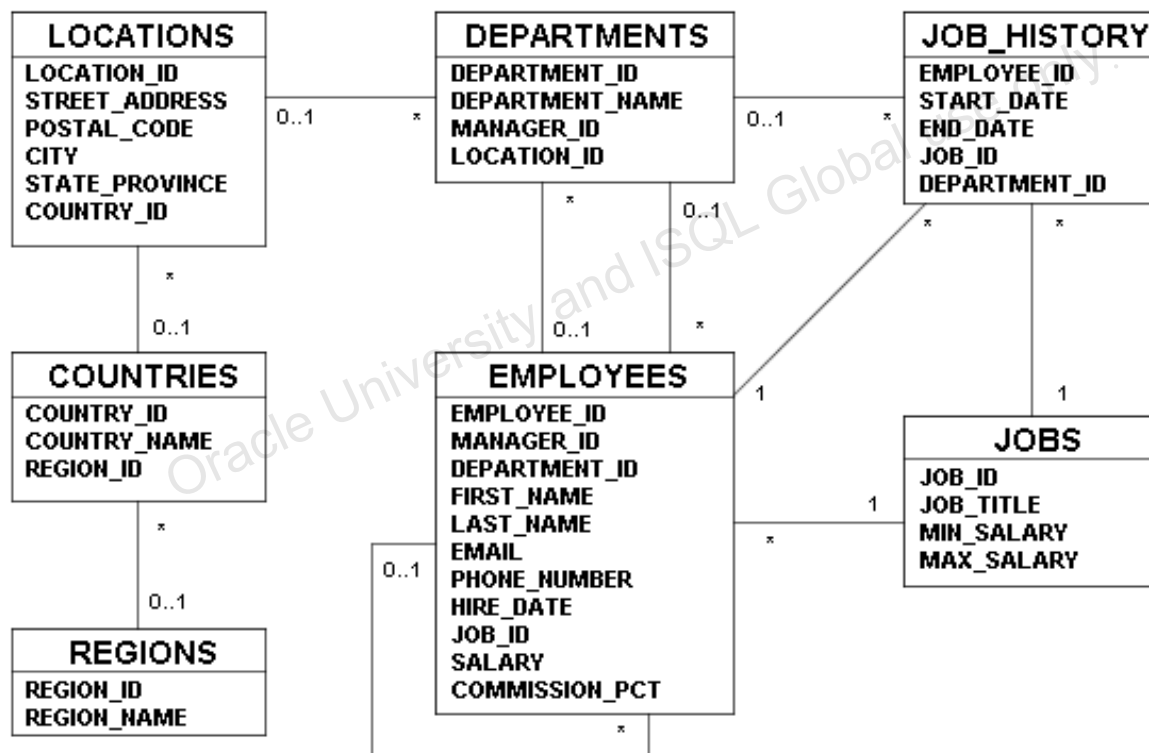 LOCATIONS
LOCATION_ID
STREET_ADDRESS
POSTAL_CODE
CITY
STATE_PROVINCE
COUNTRY_ID
0..1
*
DEPARTMENTS
DEPARTMENT_ID
DEPARTMENT_NAME
MANAGER_ID
LOCATION_ID
0..1
*
JOB_HISTORY
EMPLOYEE_ID
START_DATE
END_DATE
JOB_ID
DEPARTMENT_ID
*
0..1
*
0..1
0..1
*
*
1
*
1
COUNTRIES
COUNTRY_ID
COUNTRY_NAME
REGION_ID
*
0..1
EMPLOYEES
EMPLOYEE_ID
MANAGER_ID
DEPARTMENT_ID
FIRST_NAME
LAST_NAME
EMAIL
PHONE_NUMBER
HIRE_DATE
JOB_ID
SALARY
COMMISSION_PCT
0..1
*
*
1
JOBS
JOB_ID
JOB_TITLE
MIN_SALARY
MAX_SALARY
REGIONS
REGION_ID
REGION_NAME
Oracle University and ISQL Global use only.